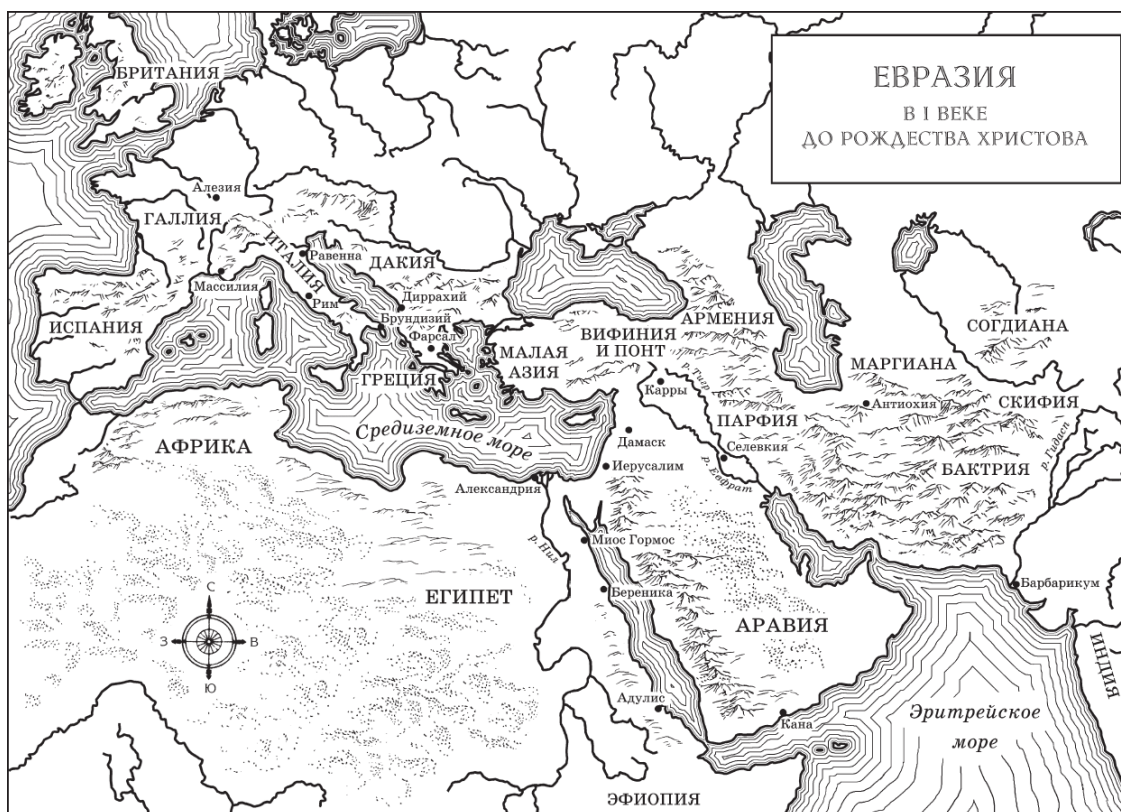 ЕВРАЗИЯ
В I ВЕКЕ
ДО РОЖДЕСТВА ХРИСТОВА
БРИТАНИЯ
Алезия
ГАЛЛИЯ
ИТАЛИЯ
Равенна
ДАКИЯ
Массилия
Рим
Диррахий
ИСПАНИЯ
Брундизий
Фарсал
ГРЕЦИЯ
МАЛАЯ
АЗИЯ
ВИФИНИЯ
И ПОНТ
АРМЕНИЯ
СОГДИАНА
МАРГИАНА
р. Тигр
Карры
Антиохия
СКИФИЯ
ПАРФИЯ
АФРИКА
Средиземное море
Дамаск
Селевкия
БАКТРИЯ
р. Гидасп
Иерусалим
р. Евфрат
Александрия
р. Нил
Миос Гормос
Барбарикум
Береника
ЕГИПЕТ
АРАВИЯ
ИНДИЯ
С
З
В
Ю
Адулис
Кана
Эритрейское
море
ЭФИОПИЯ